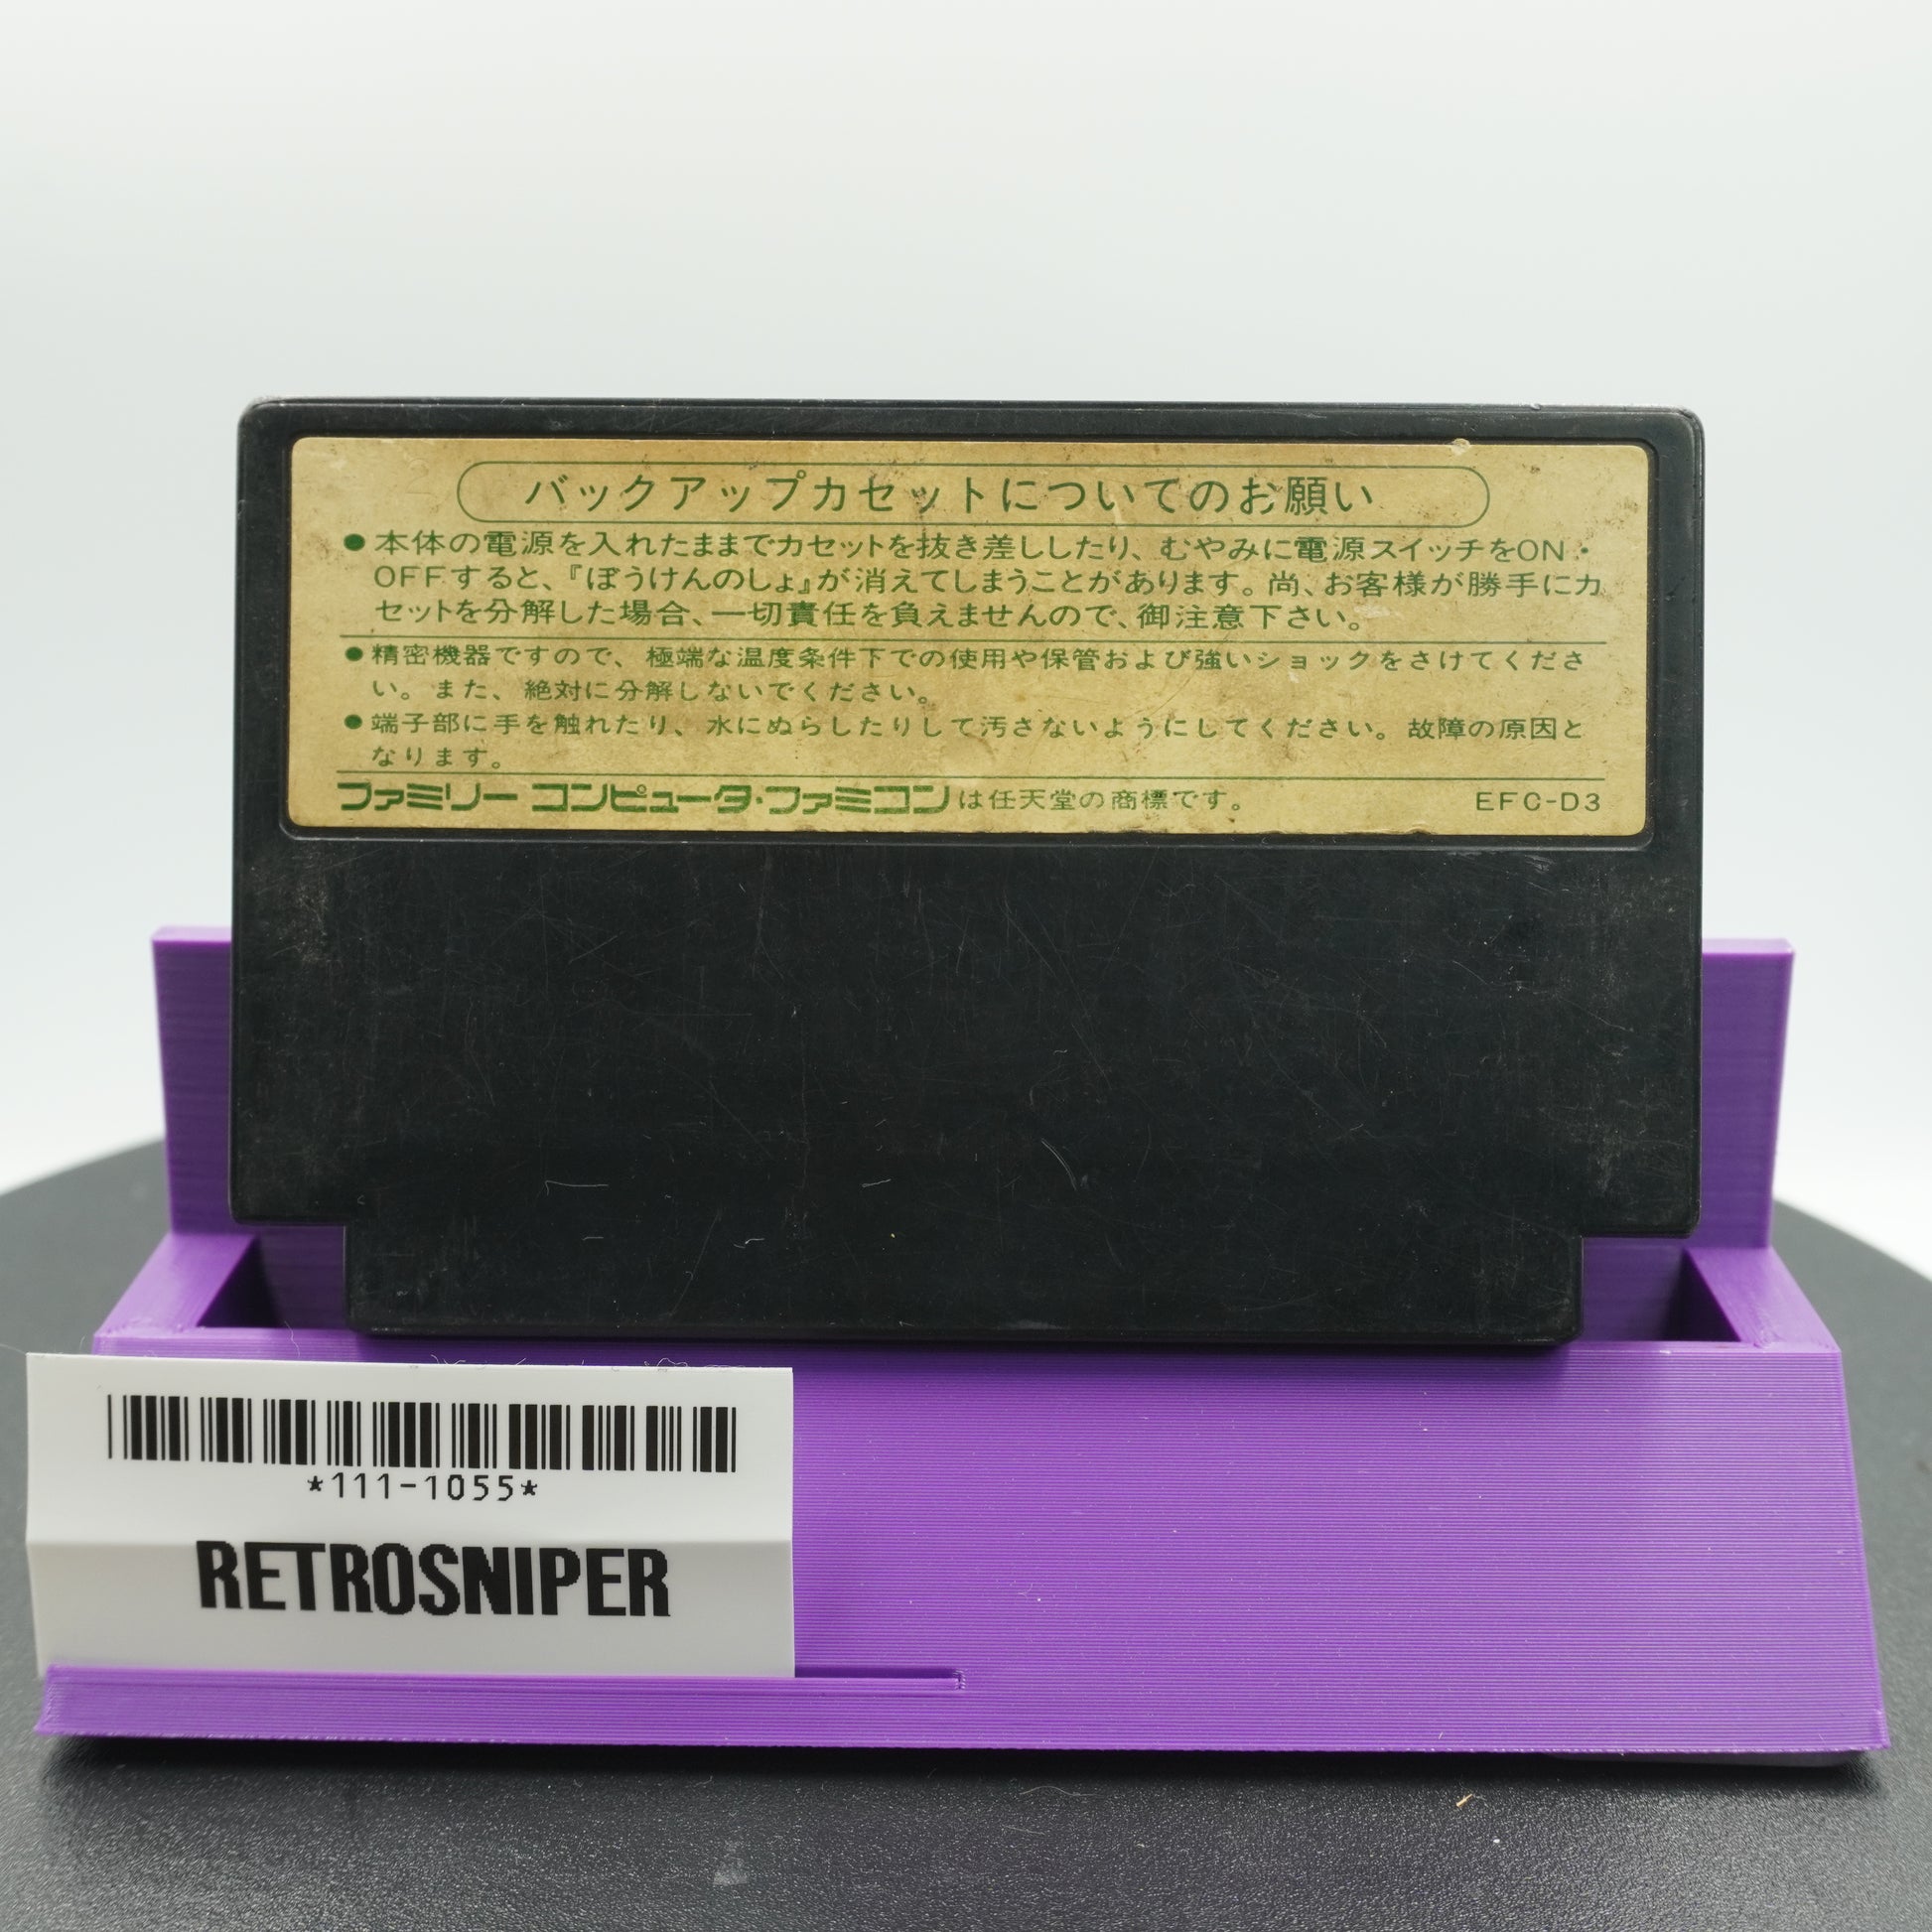 バックアップカセットについてのお願い
●本体の電源を入れたままでカセットを抜き差ししたり、むやみに電源スイッチをON・
OFFすると、『ぼうけんのしょ』が消えてしまうことがあります。尚、お客様が勝手にカ
セットを分解した場合、一切責任を負えませんので、御注意下さい。
●精密機器ですので、極端な温度条件下での使用や保管および強いショックをさけてくださ
い。また、絶対に分解しないでください。
●端子部に手を触れたり、水にぬらしたりして汚さないようにしてください。故障の原因と
なります。
ファミリーコンピュータ・ファミコンは任天堂の商標です。 EFC-D3
*111-1055*
RETROSNIPER